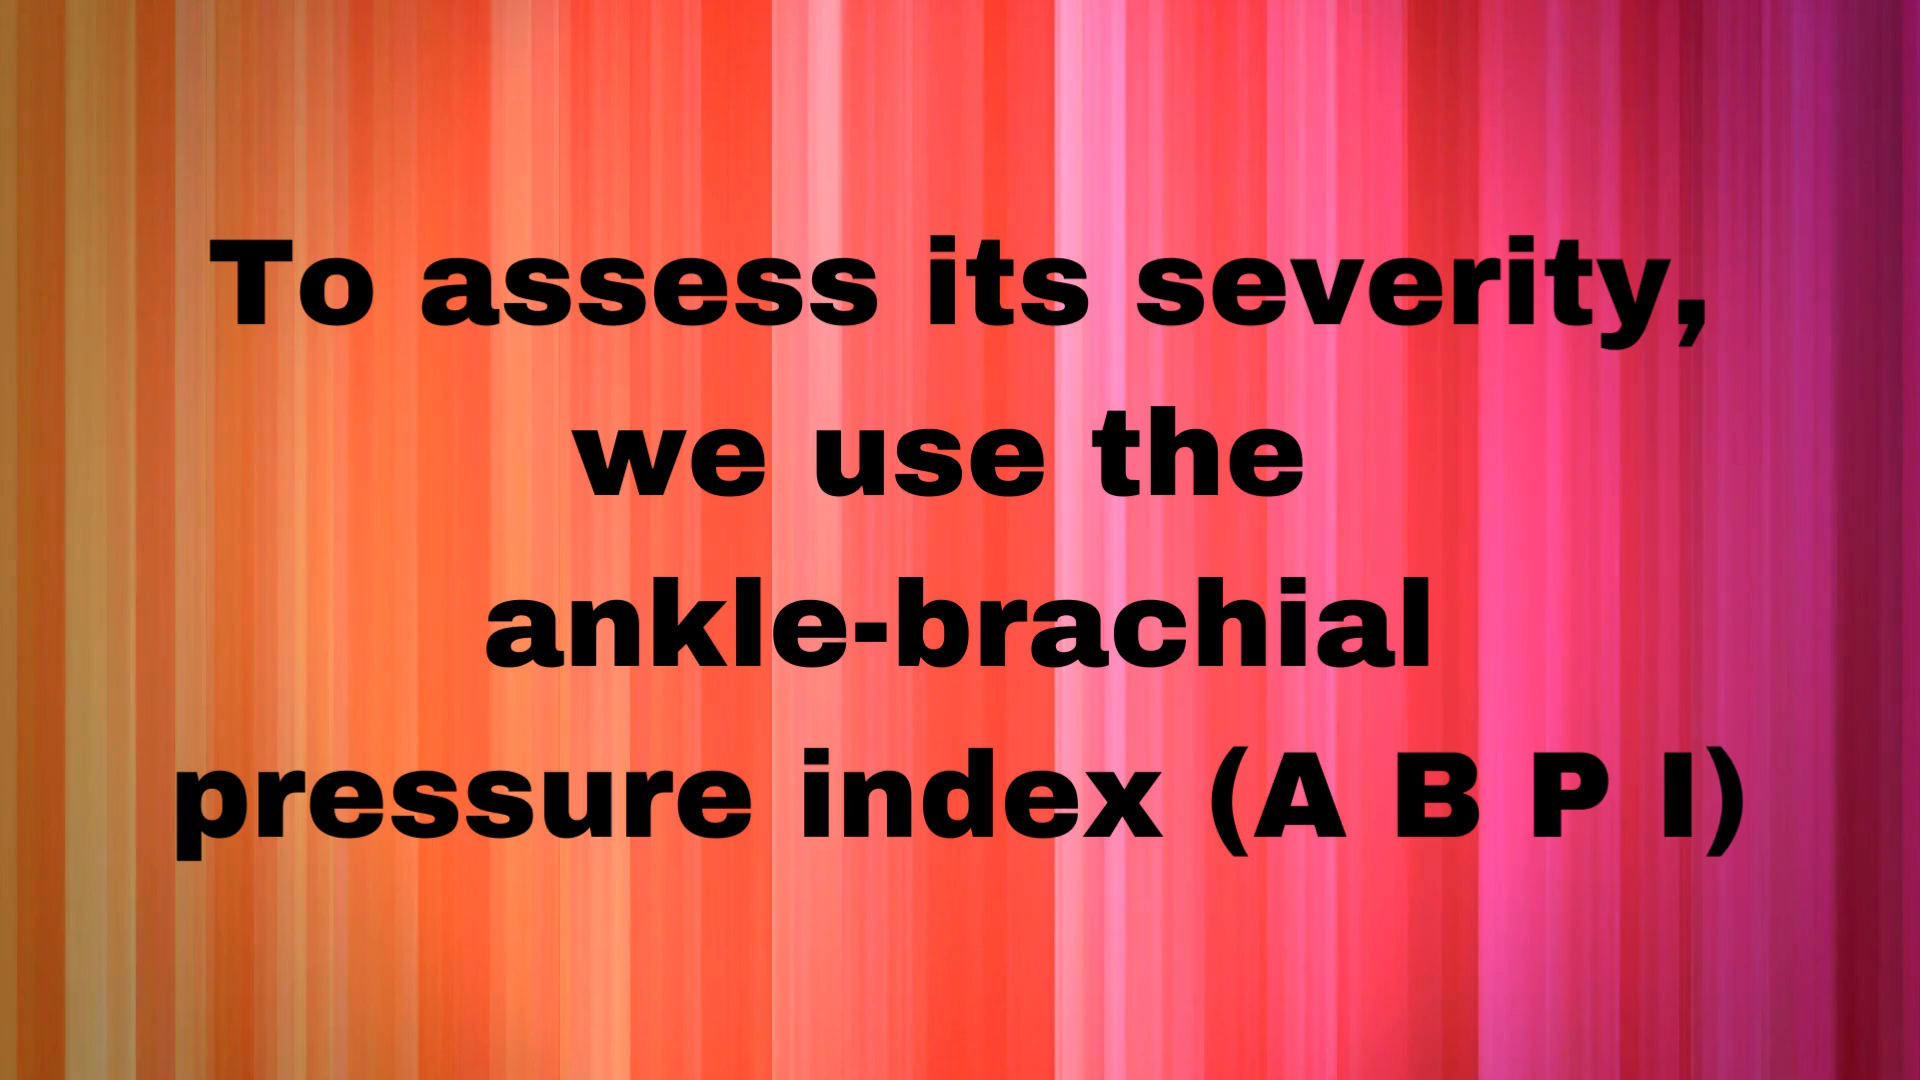 To assess its severity,
we use the
ankle-brachial
pressure index (A B P I)